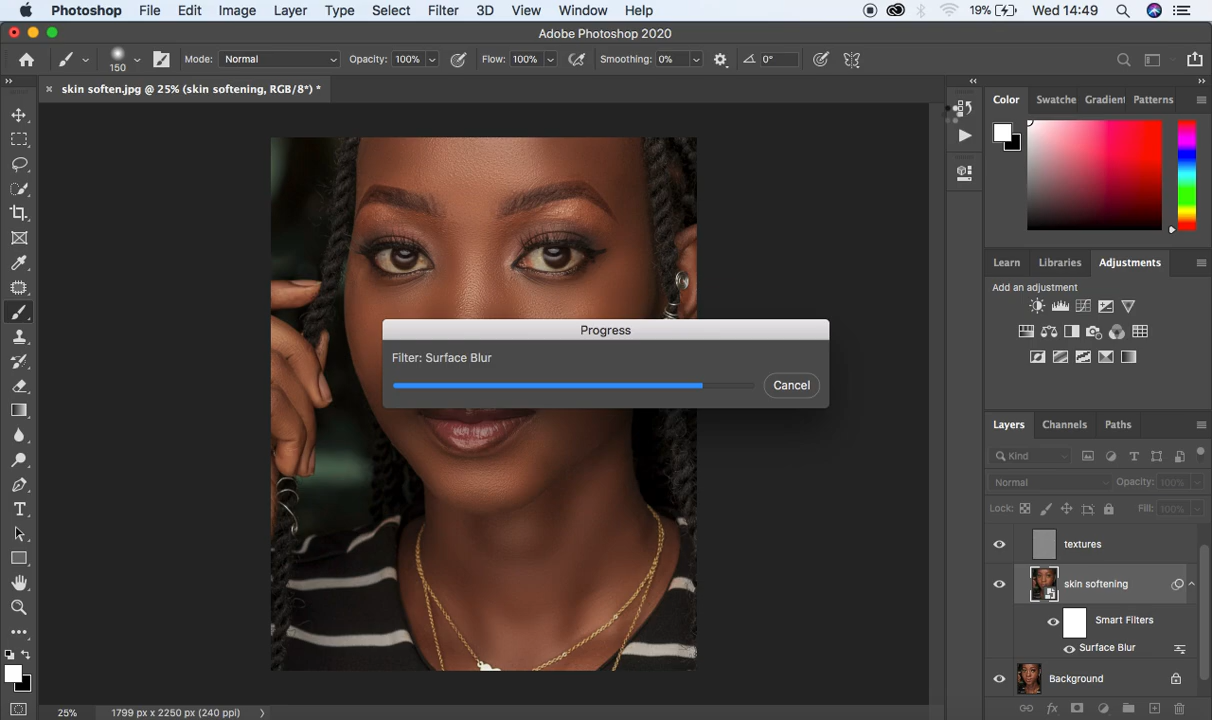 Photoshop File Edit Image Layer Type Select Filter 3D View Window Help 19% Wed 14:49
Adobe Photoshop 2020
150 Mode: Normal Opacity: 100% Flow: 100% Smoothing: 0% 0°
skin soften.jpg @ 25% (skin softening, RGB/8*) *
Color Swatche Gradient Patterns
Learn Libraries Adjustments
Add an adjustment
Progress
Filter: Surface Blur
Cancel
Layers Channels Paths
Kind
Normal Opacity: 100%
Lock: Fill: 100%
textures
skin softening
Smart Filters
Surface Blur
Background
25% 1799 px x 2250 px (240 ppi)